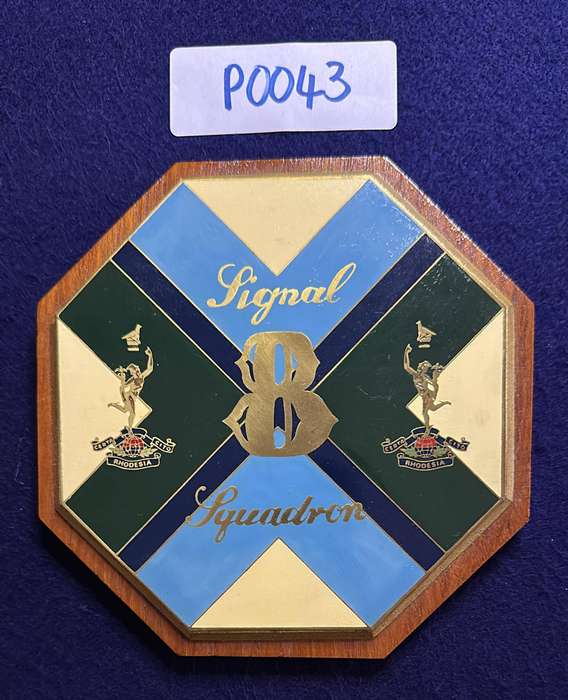 P0043
Signal
8
Squadron
CERTA CITO
RHODESIA
CERTA CITO
RHODESIA